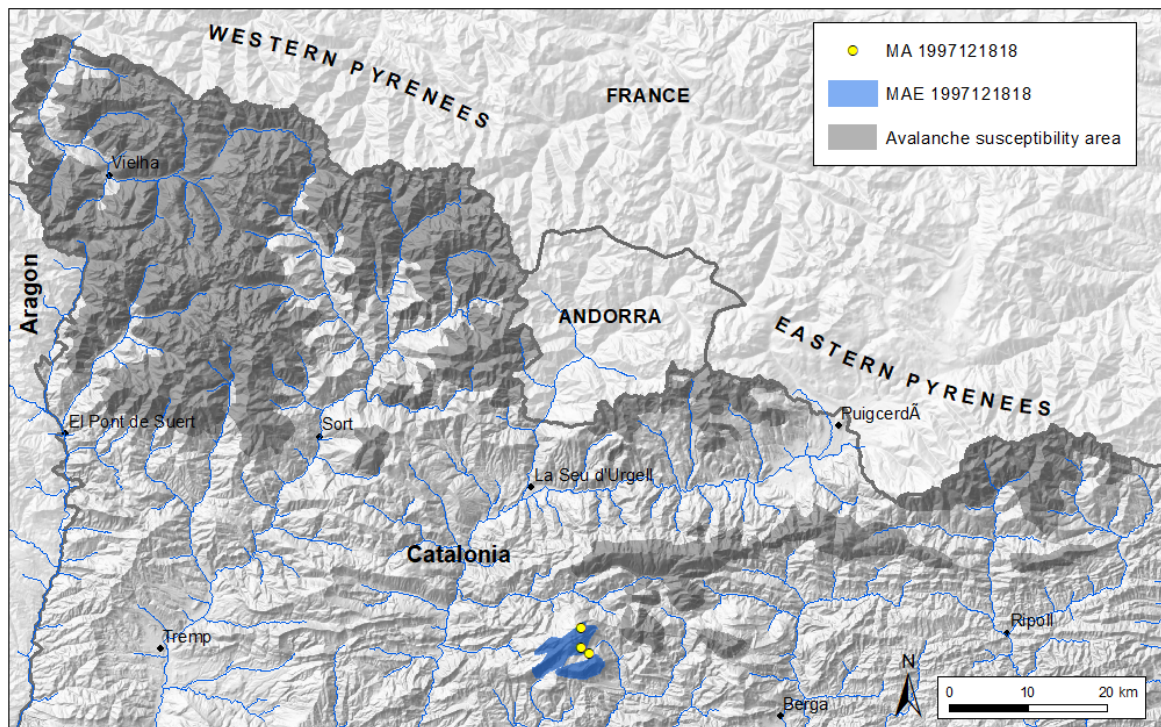 WESTERN PYRENEES
FRANCE
MA 1997121818
MAE 1997121818
Avalanche susceptibility area
Vielha
Aragon
ANDORRA
EASTERN PYRENEES
El Pont de Suert
Sort
PuigcerdÃ
La Seu d'Urgell
Catalonia
Tremp
Ripoll
Berga
N
0 10 20 km